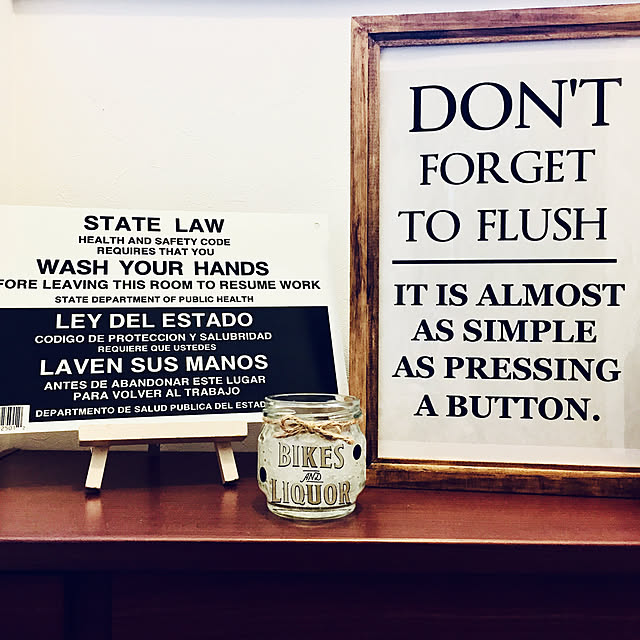 STATE LAW
HEALTH AND SAFETY CODE
REQUIRES THAT YOU
WASH YOUR HANDS
FORE LEAVING THIS ROOM TO RESUME WORK
STATE DEPARTMENT OF PUBLIC HEALTH
LEY DEL ESTADO
CODIGO DE PROTECCION Y SALUBRIDAD
REQUIERE QUE USTEDES
LAVEN SUS MANOS
ANTES DE ABANDONAR ESTE LUGAR
PARA VOLVER AL TRABAJO
DEPARTMENTO DE SALUD PUBLICA DEL ESTADO
DON'T
FORGET
TO FLUSH
IT IS ALMOST
AS SIMPLE
AS PRESSING
A BUTTON.
BIKES
AND
LIQUOR